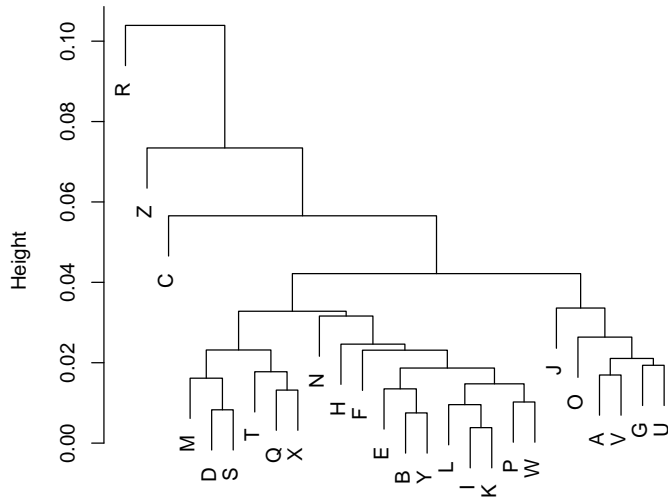 0.10
0.08
0.06
0.04
0.02
0.00
Height
R
Z
C
M
D
S
T
Q
X
N
H
F
E
B
Y
L
I
K
P
W
J
O
A
V
G
U